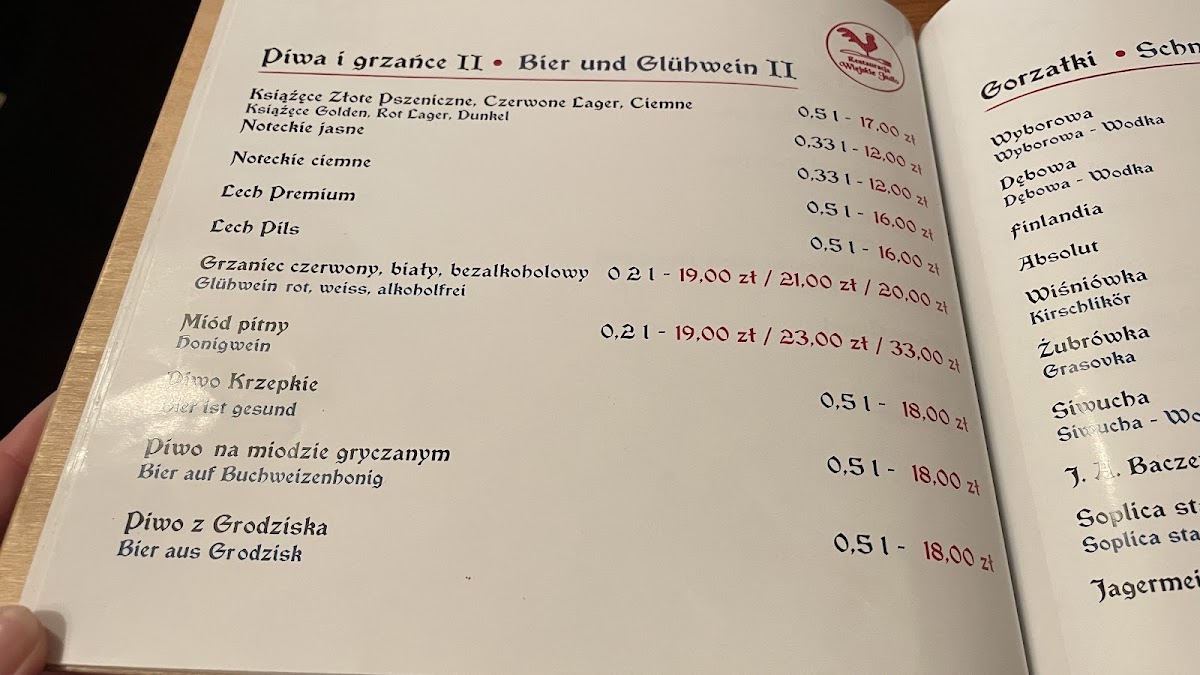 Piwa i grzańce II • Bier und Glühwein II
Restauracja
Wiejskie Jadło
Książęce Złote Pszeniczne, Czerwone Lager, Ciemne 0,5 l - 17,00 zł
Książęce Golden, Rot Lager, Dunkel
Noteckie jasne 0,33 l - 12,00 zł
Noteckie ciemne 0,33 l - 12,00 zł
Lech Premium 0,5 l - 16,00 zł
Lech Pils 0,5 l - 16,00 zł
Grzaniec czerwony, biały, bezalkoholowy 0 2 l - 19,00 zł / 21,00 zł / 20,00 zł
Glühwein rot, weiss, alkoholfrei
Miód pitny 0,2 l - 19,00 zł / 23,00 zł / 33,00 zł
Honigwein
Piwo Krzepkie 0,5 l - 18,00 zł
Bier ist gesund
Piwo na miodzie gryczanym 0,5 l - 18,00 zł
Bier auf Buchweizenhonig
Piwo z Grodziska 0,5 l - 18,00 zł
Bier aus Grodzisk
Gorzałki •
Wyborowa
Wyborowa - Wodka
Dębowa
Dębowa - Wodka
Finlandia
Absolut
Wiśniówka
Kirschlikör
Żubrówka
Grasovka
Siwucha
Siwucha -
J. A.
Soplica
Soplica